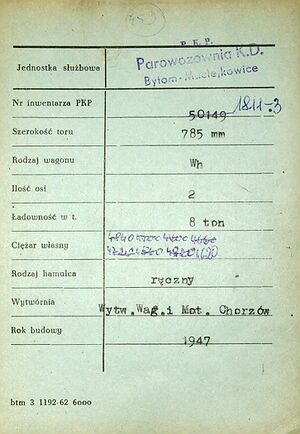 P.K.P.
Jednostka służbowa Parowozownia K.D.
Bytom-Maciejkowice
Nr inwentarza PKP 50149 1811-3
Szerokość toru 785 mm
Rodzaj wagonu Wh
Ilość osi 2
Ładowność w t. 8 ton
Ciężar własny 4840
Rodzaj hamulca ręczny
Wytwórnia Wytw.Wag.i Mot. Chorzów
Rok budowy 1947
btm 3 1192-62 6000